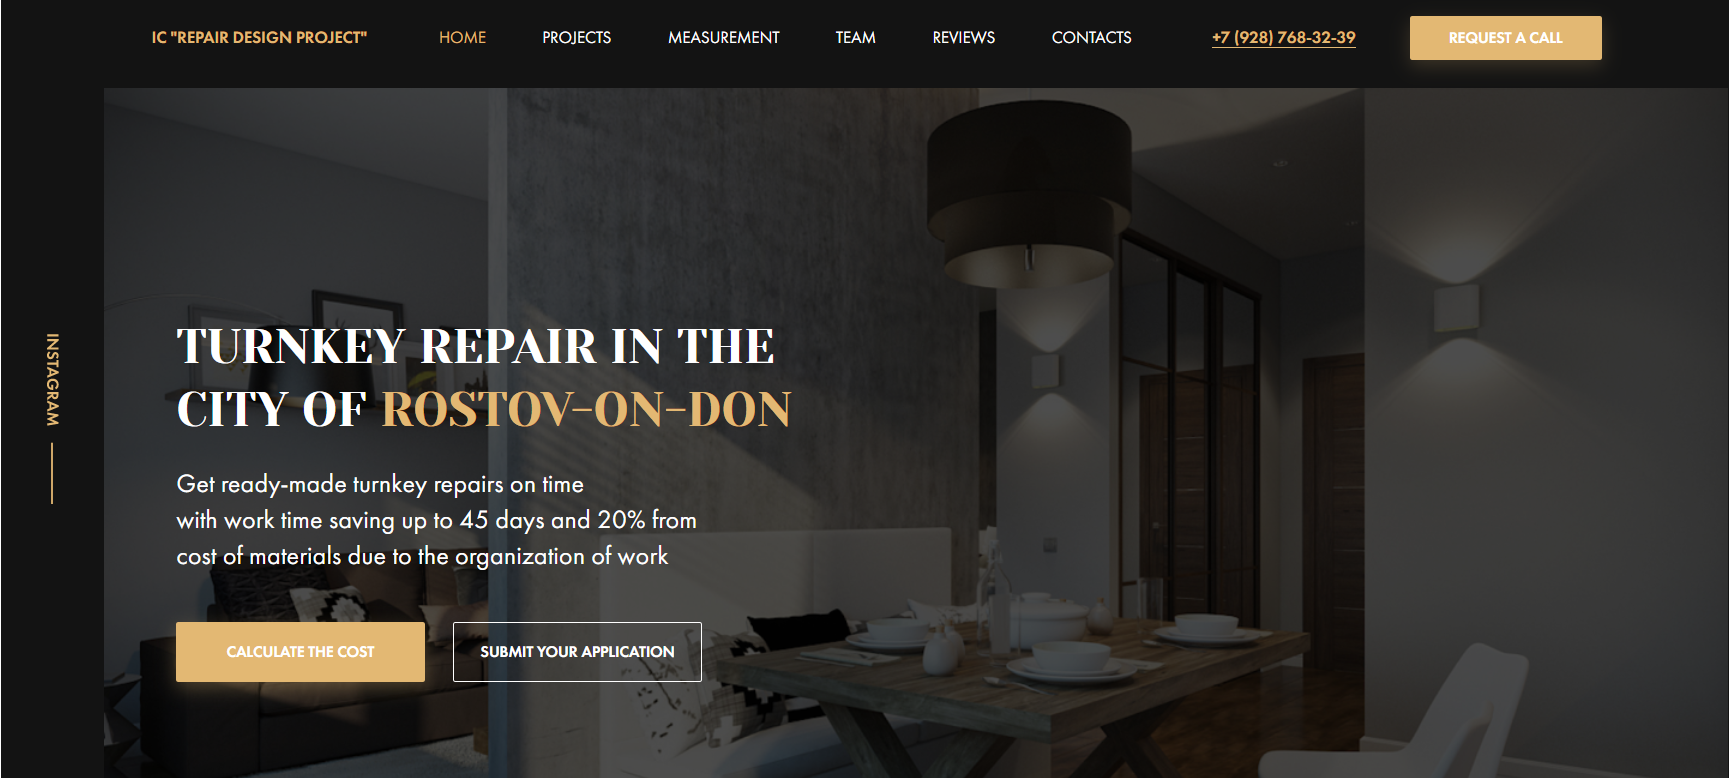 IC "REPAIR DESIGN PROJECT"
HOME
PROJECTS
MEASUREMENT
TEAM
REVIEWS
CONTACTS
+7 (928) 768-32-39
REQUEST A CALL
INSTAGRAM
TURNKEY REPAIR IN THE
CITY OF ROSTOV-ON-DON
Get ready-made turnkey repairs on time
with work time saving up to 45 days and 20% from
cost of materials due to the organization of work
CALCULATE THE COST
SUBMIT YOUR APPLICATION